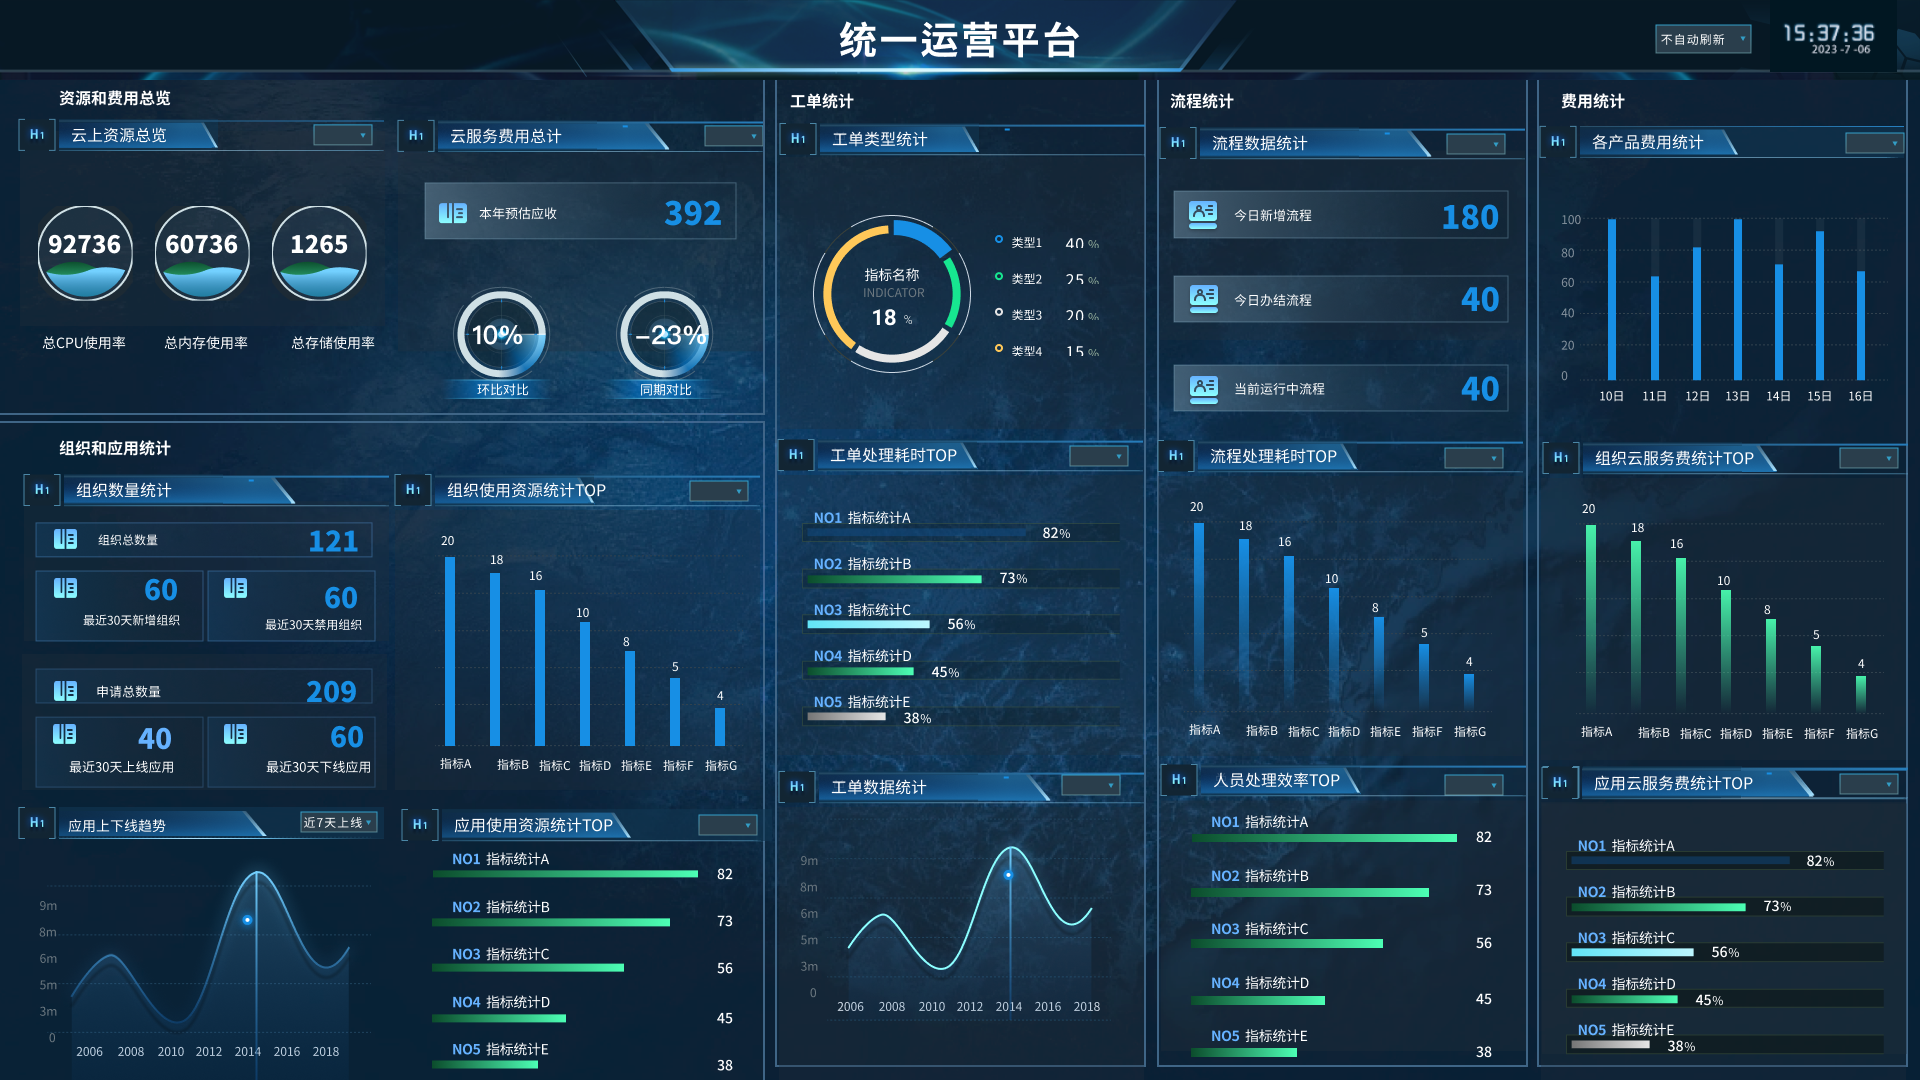 统一运营平台
不自动刷新
15:37:36
2023-7-06
资源和费用总览
H1 云上资源总览
92736
60736
1265
总CPU使用率
总内存使用率
总存储使用率
H1 云服务费用总计
本年预估应收 392
10%
-23%
环比对比
同期对比
组织和应用统计
H1 组织数量统计
组织总数量 121
60
最近30天新增组织
60
最近30天禁用组织
申请总数量 209
40
最近30天上线应用
60
最近30天下线应用
H1 组织使用资源统计TOP
20
18
16
10
8
5
4
指标A 指标B 指标C 指标D 指标E 指标F 指标G
H1 应用上下线趋势
近7天上线
9m
8m
6m
5m
3m
0
2006 2008 2010 2012 2014 2016 2018
H1 应用使用资源统计TOP
NO1 指标统计A
82
NO2 指标统计B
73
NO3 指标统计C
56
NO4 指标统计D
45
NO5 指标统计E
38
工单统计
H1 工单类型统计
指标名称
INDICATOR
18 %
类型1 40 %
类型2 25 %
类型3 20 %
类型4 15 %
H1 工单处理耗时TOP
NO1 指标统计A
82%
NO2 指标统计B
73%
NO3 指标统计C
56%
NO4 指标统计D
45%
NO5 指标统计E
38%
H1 工单数据统计
9m
8m
6m
5m
3m
0
2006 2008 2010 2012 2014 2016 2018
流程统计
H1 流程数据统计
今日新增流程 180
今日办结流程 40
当前运行中流程 40
H1 流程处理耗时TOP
20
18
16
10
8
5
4
指标A 指标B 指标C 指标D 指标E 指标F 指标G
H1 人员处理效率TOP
NO1 指标统计A
82
NO2 指标统计B
73
NO3 指标统计C
56
NO4 指标统计D
45
NO5 指标统计E
38
费用统计
H1 各产品费用统计
100
80
60
40
20
0
10日 11日 12日 13日 14日 15日 16日
H1 组织云服务费统计TOP
20
18
16
10
8
5
4
指标A 指标B 指标C 指标D 指标E 指标F 指标G
H1 应用云服务费统计TOP
NO1 指标统计A
82%
NO2 指标统计B
73%
NO3 指标统计C
56%
NO4 指标统计D
45%
NO5 指标统计E
38%